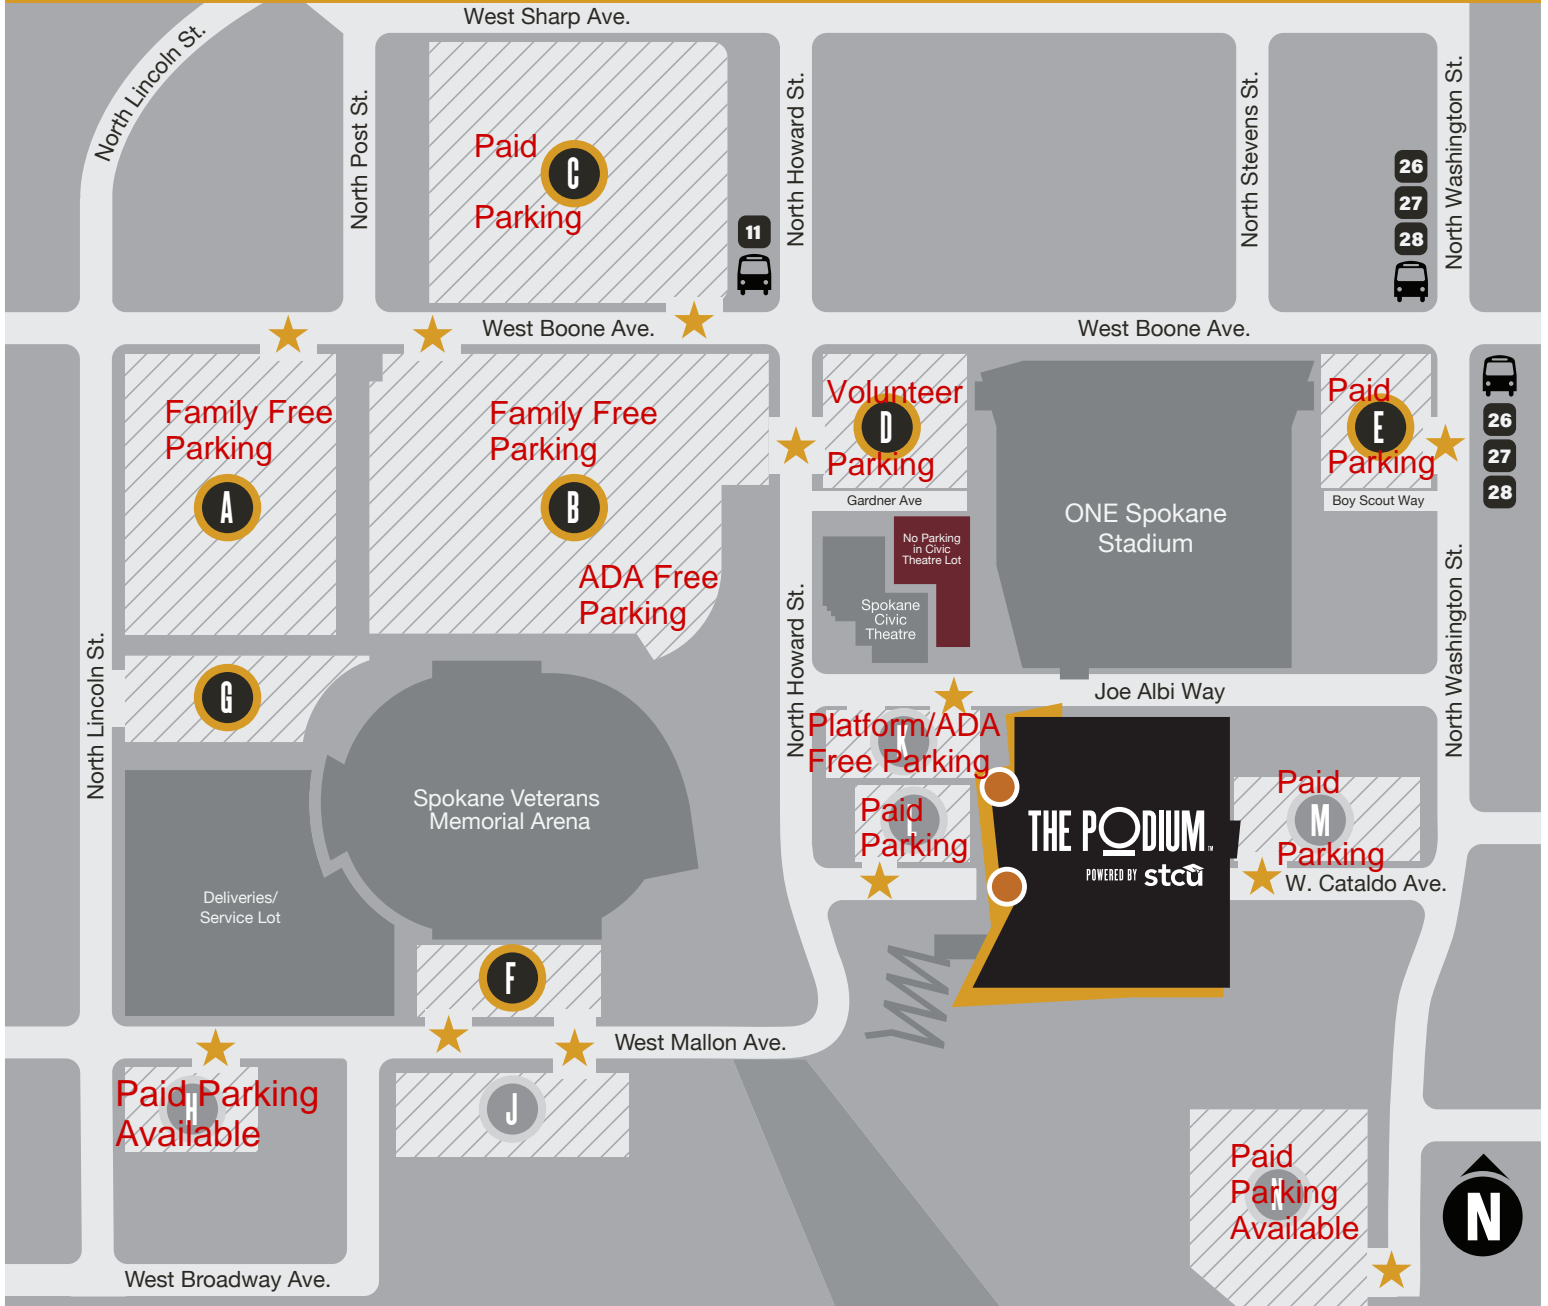 West Sharp Ave.
North Lincoln St.
North Post St.
North Howard St.
North Stevens St.
North Washington St.
Paid
C
Parking
11
26
27
28
West Boone Ave.
West Boone Ave.
Family Free
Parking
A
Family Free
Parking
B
ADA Free
Parking
Volunteer
D
Parking
Paid
E
Parking
26
27
28
Gardner Ave
Boy Scout Way
No Parking
in Civic
Theatre Lot
ONE Spokane
Stadium
Spokane
Civic
Theatre
North Lincoln St.
North Howard St.
North Washington St.
G
Joe Albi Way
Platform/ADA
K
Free Parking
Paid
L
Parking
THE PODIUM™
POWERED BY stcu
Paid
M
Parking
W. Cataldo Ave.
Spokane Veterans
Memorial Arena
Deliveries/
Service Lot
F
West Mallon Ave.
Paid Parking
H
Available
J
Paid
Parking
N
Available
N
West Broadway Ave.